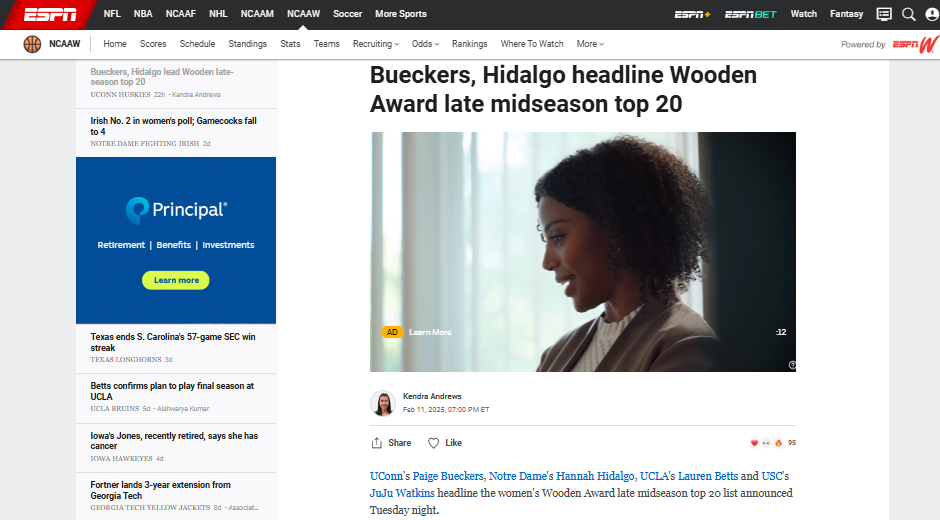 ESPN NFL NBA NCAAF NHL NCAAM NCAAW Soccer More Sports ESPN+ ESPN BET Watch Fantasy
NCAAW Home Scores Schedule Standings Stats Teams Recruiting Odds Rankings Where To Watch More Powered by ESPN W
Bueckers, Hidalgo lead Wooden late-
season top 20
UCONN HUSKIES 22h - Kendra Andrews
Irish No. 2 in women's poll; Gamecocks fall
to 4
NOTRE DAME FIGHTING IRISH 2d
Principal®
Retirement | Benefits | Investments
Learn more
Texas ends S. Carolina's 57-game SEC win
streak
TEXAS LONGHORNS 3d
Betts confirms plan to play final season at
UCLA
UCLA BRUINS 5d - Aishwarya Kumar
Iowa's Jones, recently retired, says she has
cancer
IOWA HAWKEYES 4d
Fortner lands 3-year extension from
Georgia Tech
GEORGIA TECH YELLOW JACKETS 8d - Associat...
Bueckers, Hidalgo headline Wooden
Award late midseason top 20
AD Learn More :12
Kendra Andrews
Feb 11, 2025, 07:00 PM ET
Share Like 95
UConn's Paige Bueckers, Notre Dame's Hannah Hidalgo, UCLA's Lauren Betts and USC's
JuJu Watkins headline the women's Wooden Award late midseason top 20 list announced
Tuesday night.